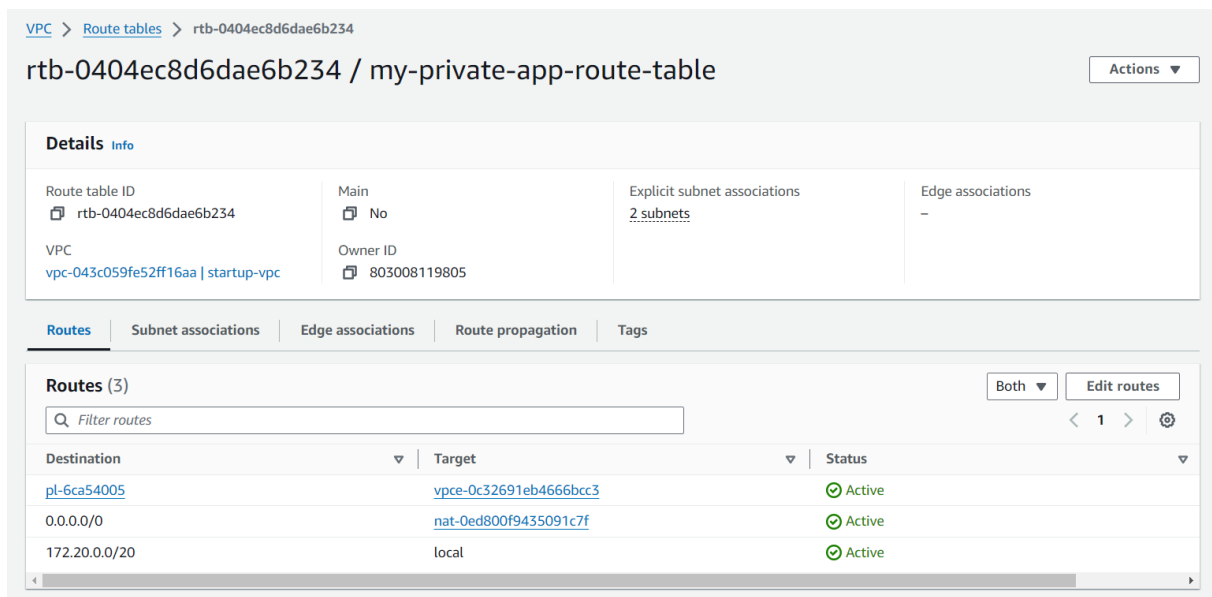 VPC > Route tables > rtb-0404ec8d6dae6b234
rtb-0404ec8d6dae6b234 / my-private-app-route-table
Actions
Details Info
Route table ID
rtb-0404ec8d6dae6b234
Main
No
Explicit subnet associations
2 subnets
Edge associations
–
VPC
vpc-043c059fe52ff16aa | startup-vpc
Owner ID
803008119805
Routes Subnet associations Edge associations Route propagation Tags
Routes (3)
Both Edit routes
Filter routes
1
Destination Target Status
pl-6ca54005 vpce-0c32691eb4666bcc3 Active
0.0.0.0/0 nat-0ed800f9435091c7f Active
172.20.0.0/20 local Active